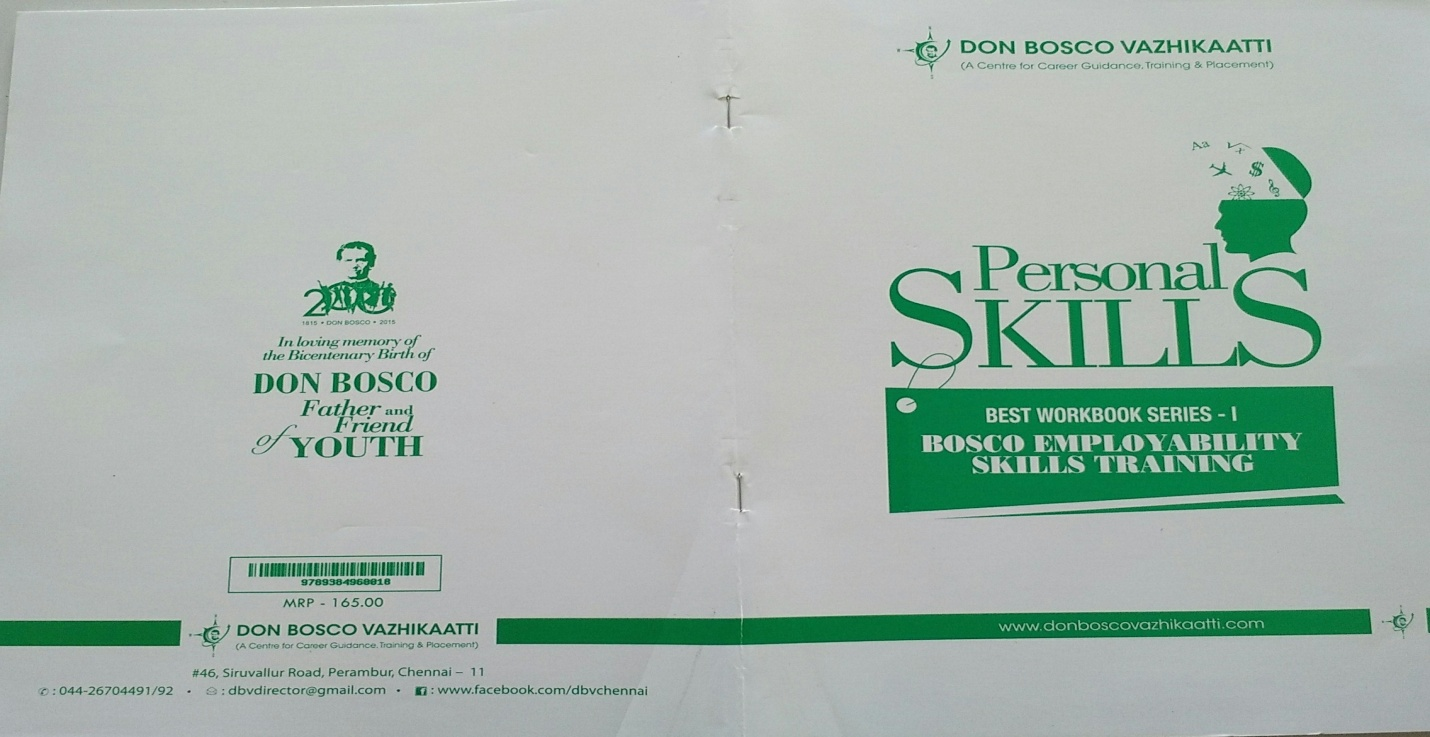 In loving memory of
the Bicentenary Birth of
DON BOSCO
Father and
Friend
of YOUTH
200
1815 • DON BOSCO • 2015
9789384960018
MRP - 165.00
DON BOSCO VAZHIKAATTI
(A Centre for Career Guidance, Training & Placement)
#46, Siruvallur Road, Perambur, Chennai – 11
: 044-26704491/92 • : dbvdirector@gmail.com • f : www.facebook.com/dbvchennai
DON BOSCO VAZHIKAATTI
(A Centre for Career Guidance, Training & Placement)
Aa
$
Personal
SKILLS
BEST WORKBOOK SERIES - I
BOSCO EMPLOYABILITY
SKILLS TRAINING
www.donboscovazhikaatti.com